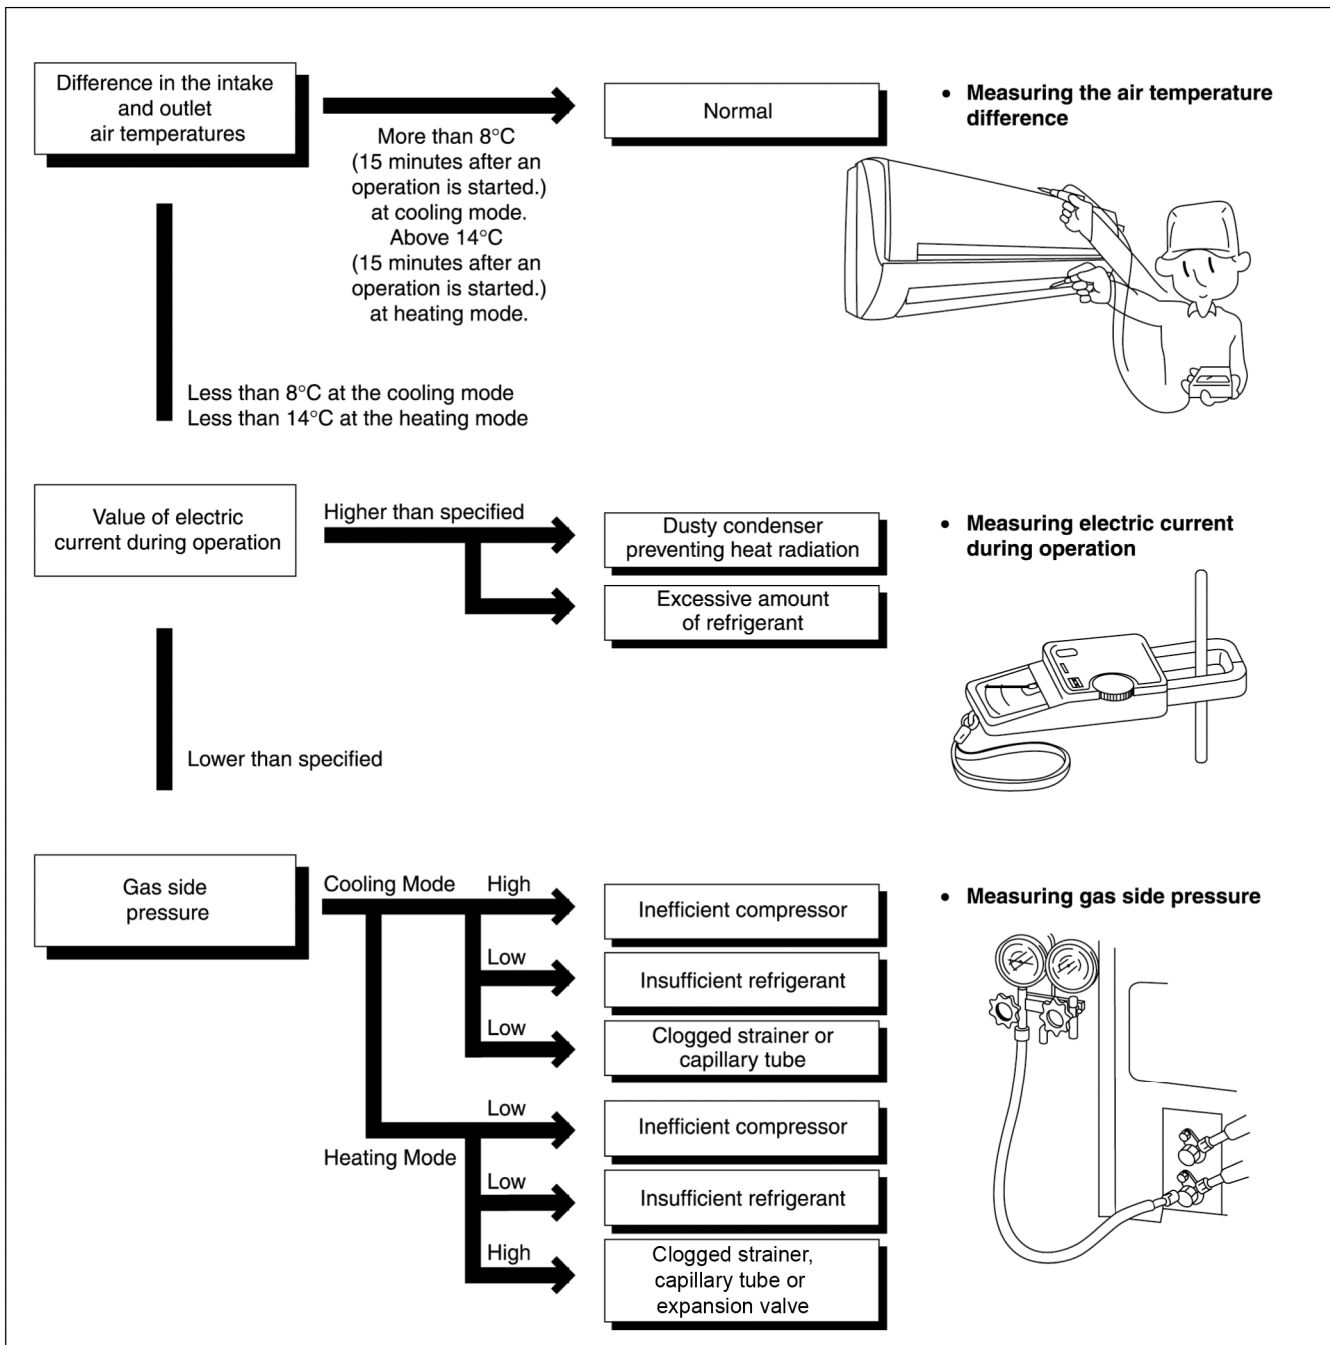 Difference in the intake
and outlet
air temperatures
More than 8°C
(15 minutes after an
operation is started.)
at cooling mode.
Above 14°C
(15 minutes after an
operation is started.)
at heating mode.
Normal
• Measuring the air temperature
difference
Less than 8°C at the cooling mode
Less than 14°C at the heating mode
Value of electric
current during operation
Higher than specified
Dusty condenser
preventing heat radiation
Excessive amount
of refrigerant
• Measuring electric current
during operation
Lower than specified
Gas side
pressure
Cooling Mode
High
Inefficient compressor
Low
Insufficient refrigerant
Low
Clogged strainer or
capillary tube
Heating Mode
Low
Inefficient compressor
Low
Insufficient refrigerant
High
Clogged strainer,
capillary tube or
expansion valve
• Measuring gas side pressure